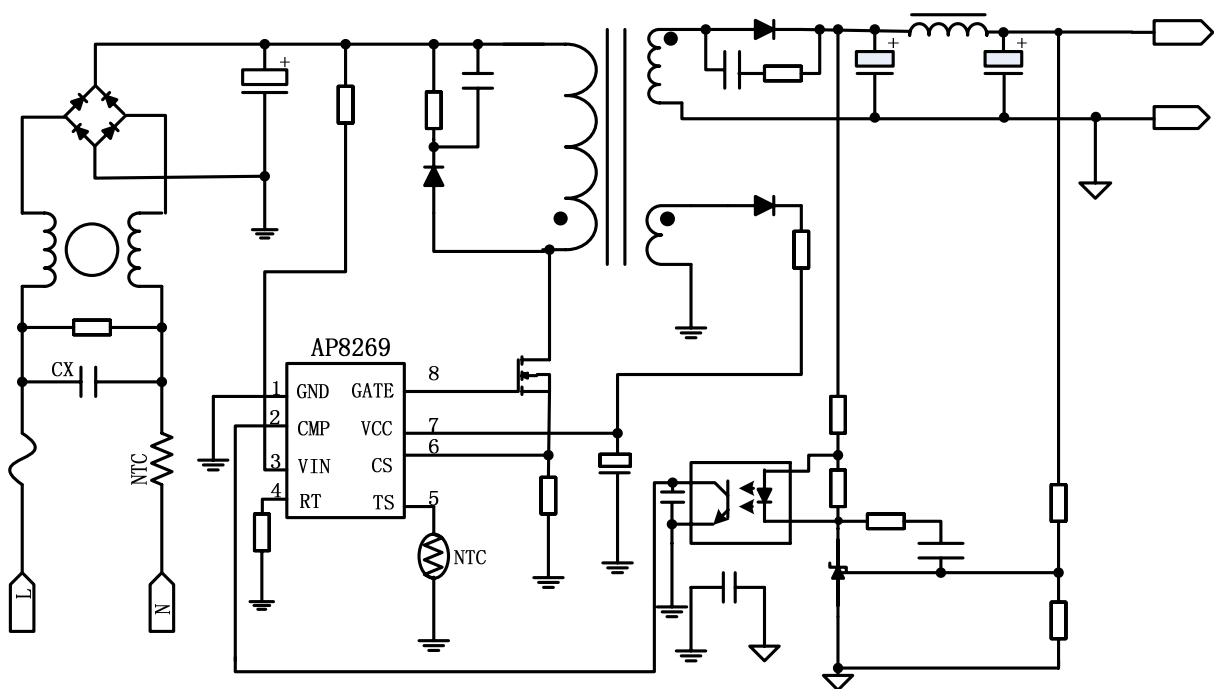 +
+
+
AP8269
CX
1 GND GATE 8
2 CMP VCC 7
CS 6
3 VIN
4 RT TS 5
NTC
NTC
L
N